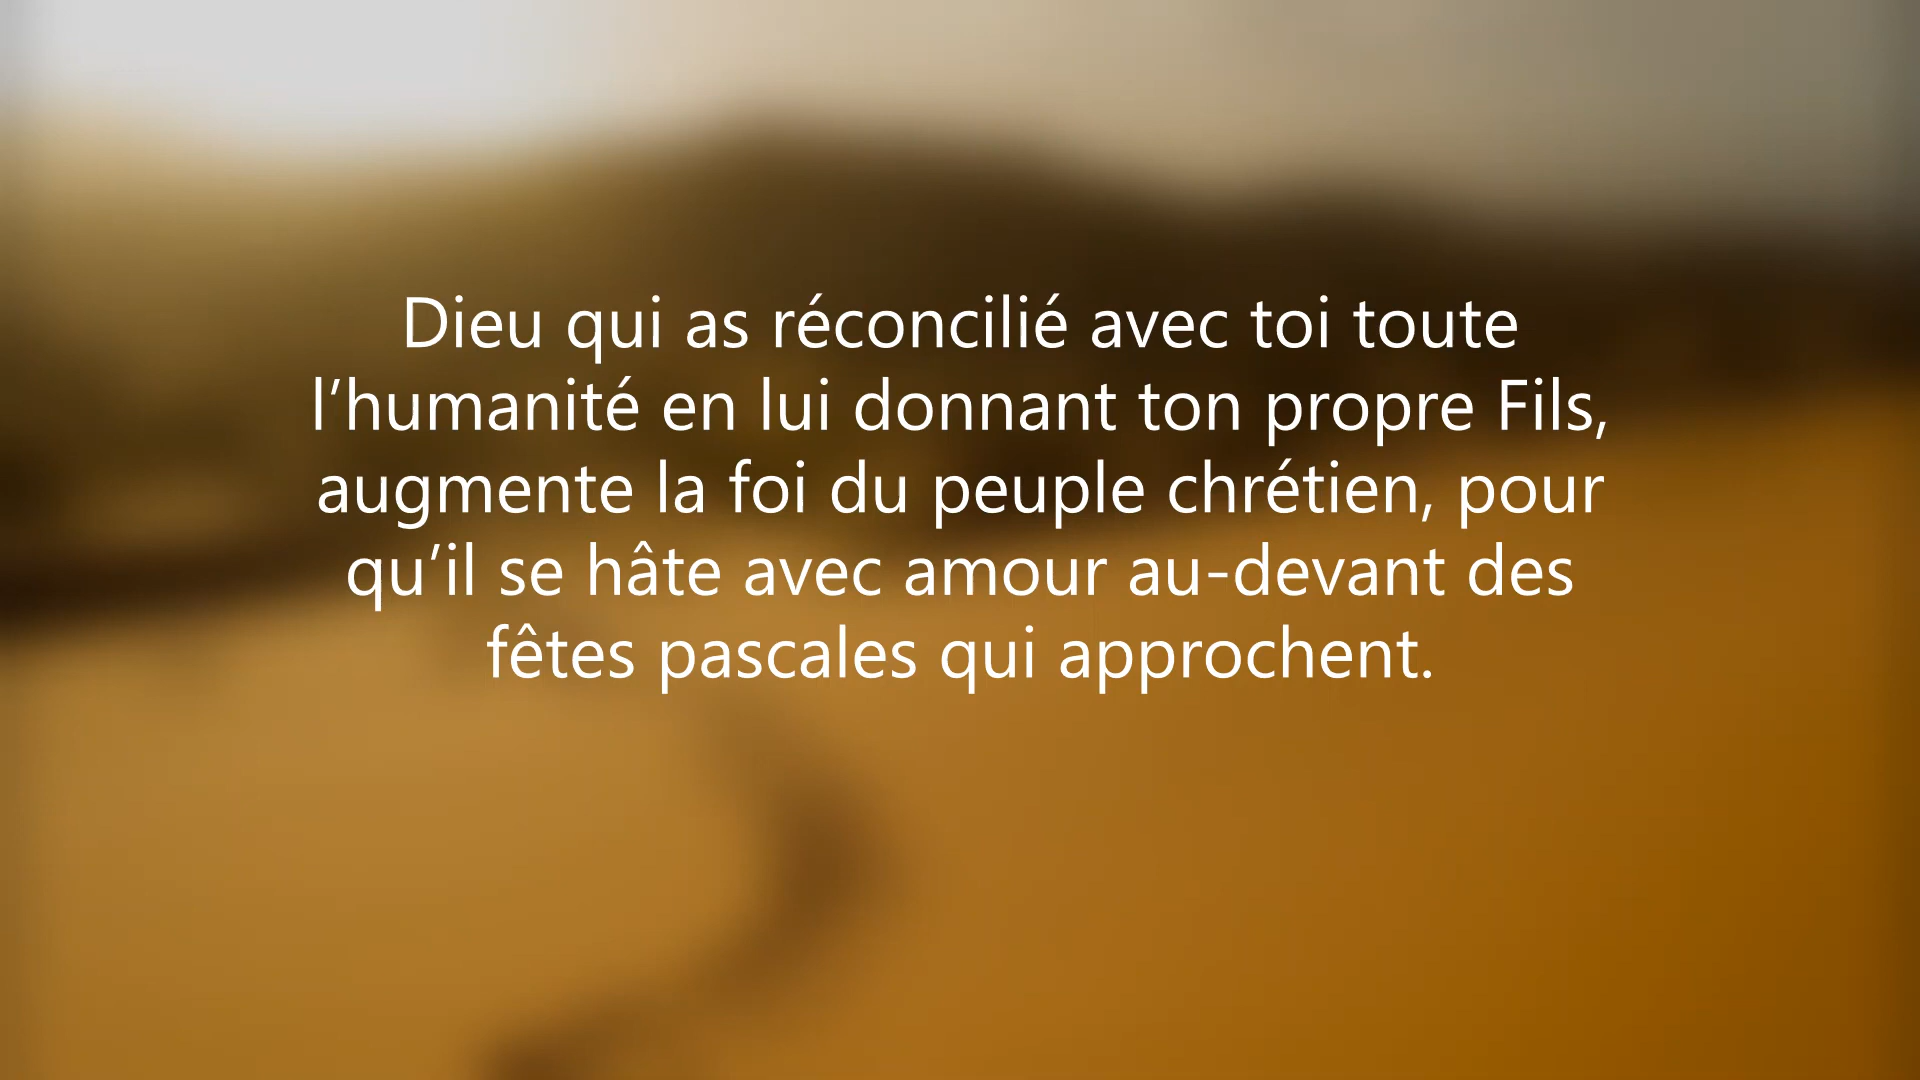 Dieu qui as réconcilié avec toi toute
l’humanité en lui donnant ton propre Fils,
augmente la foi du peuple chrétien, pour
qu’il se hâte avec amour au-devant des
fêtes pascales qui approchent.